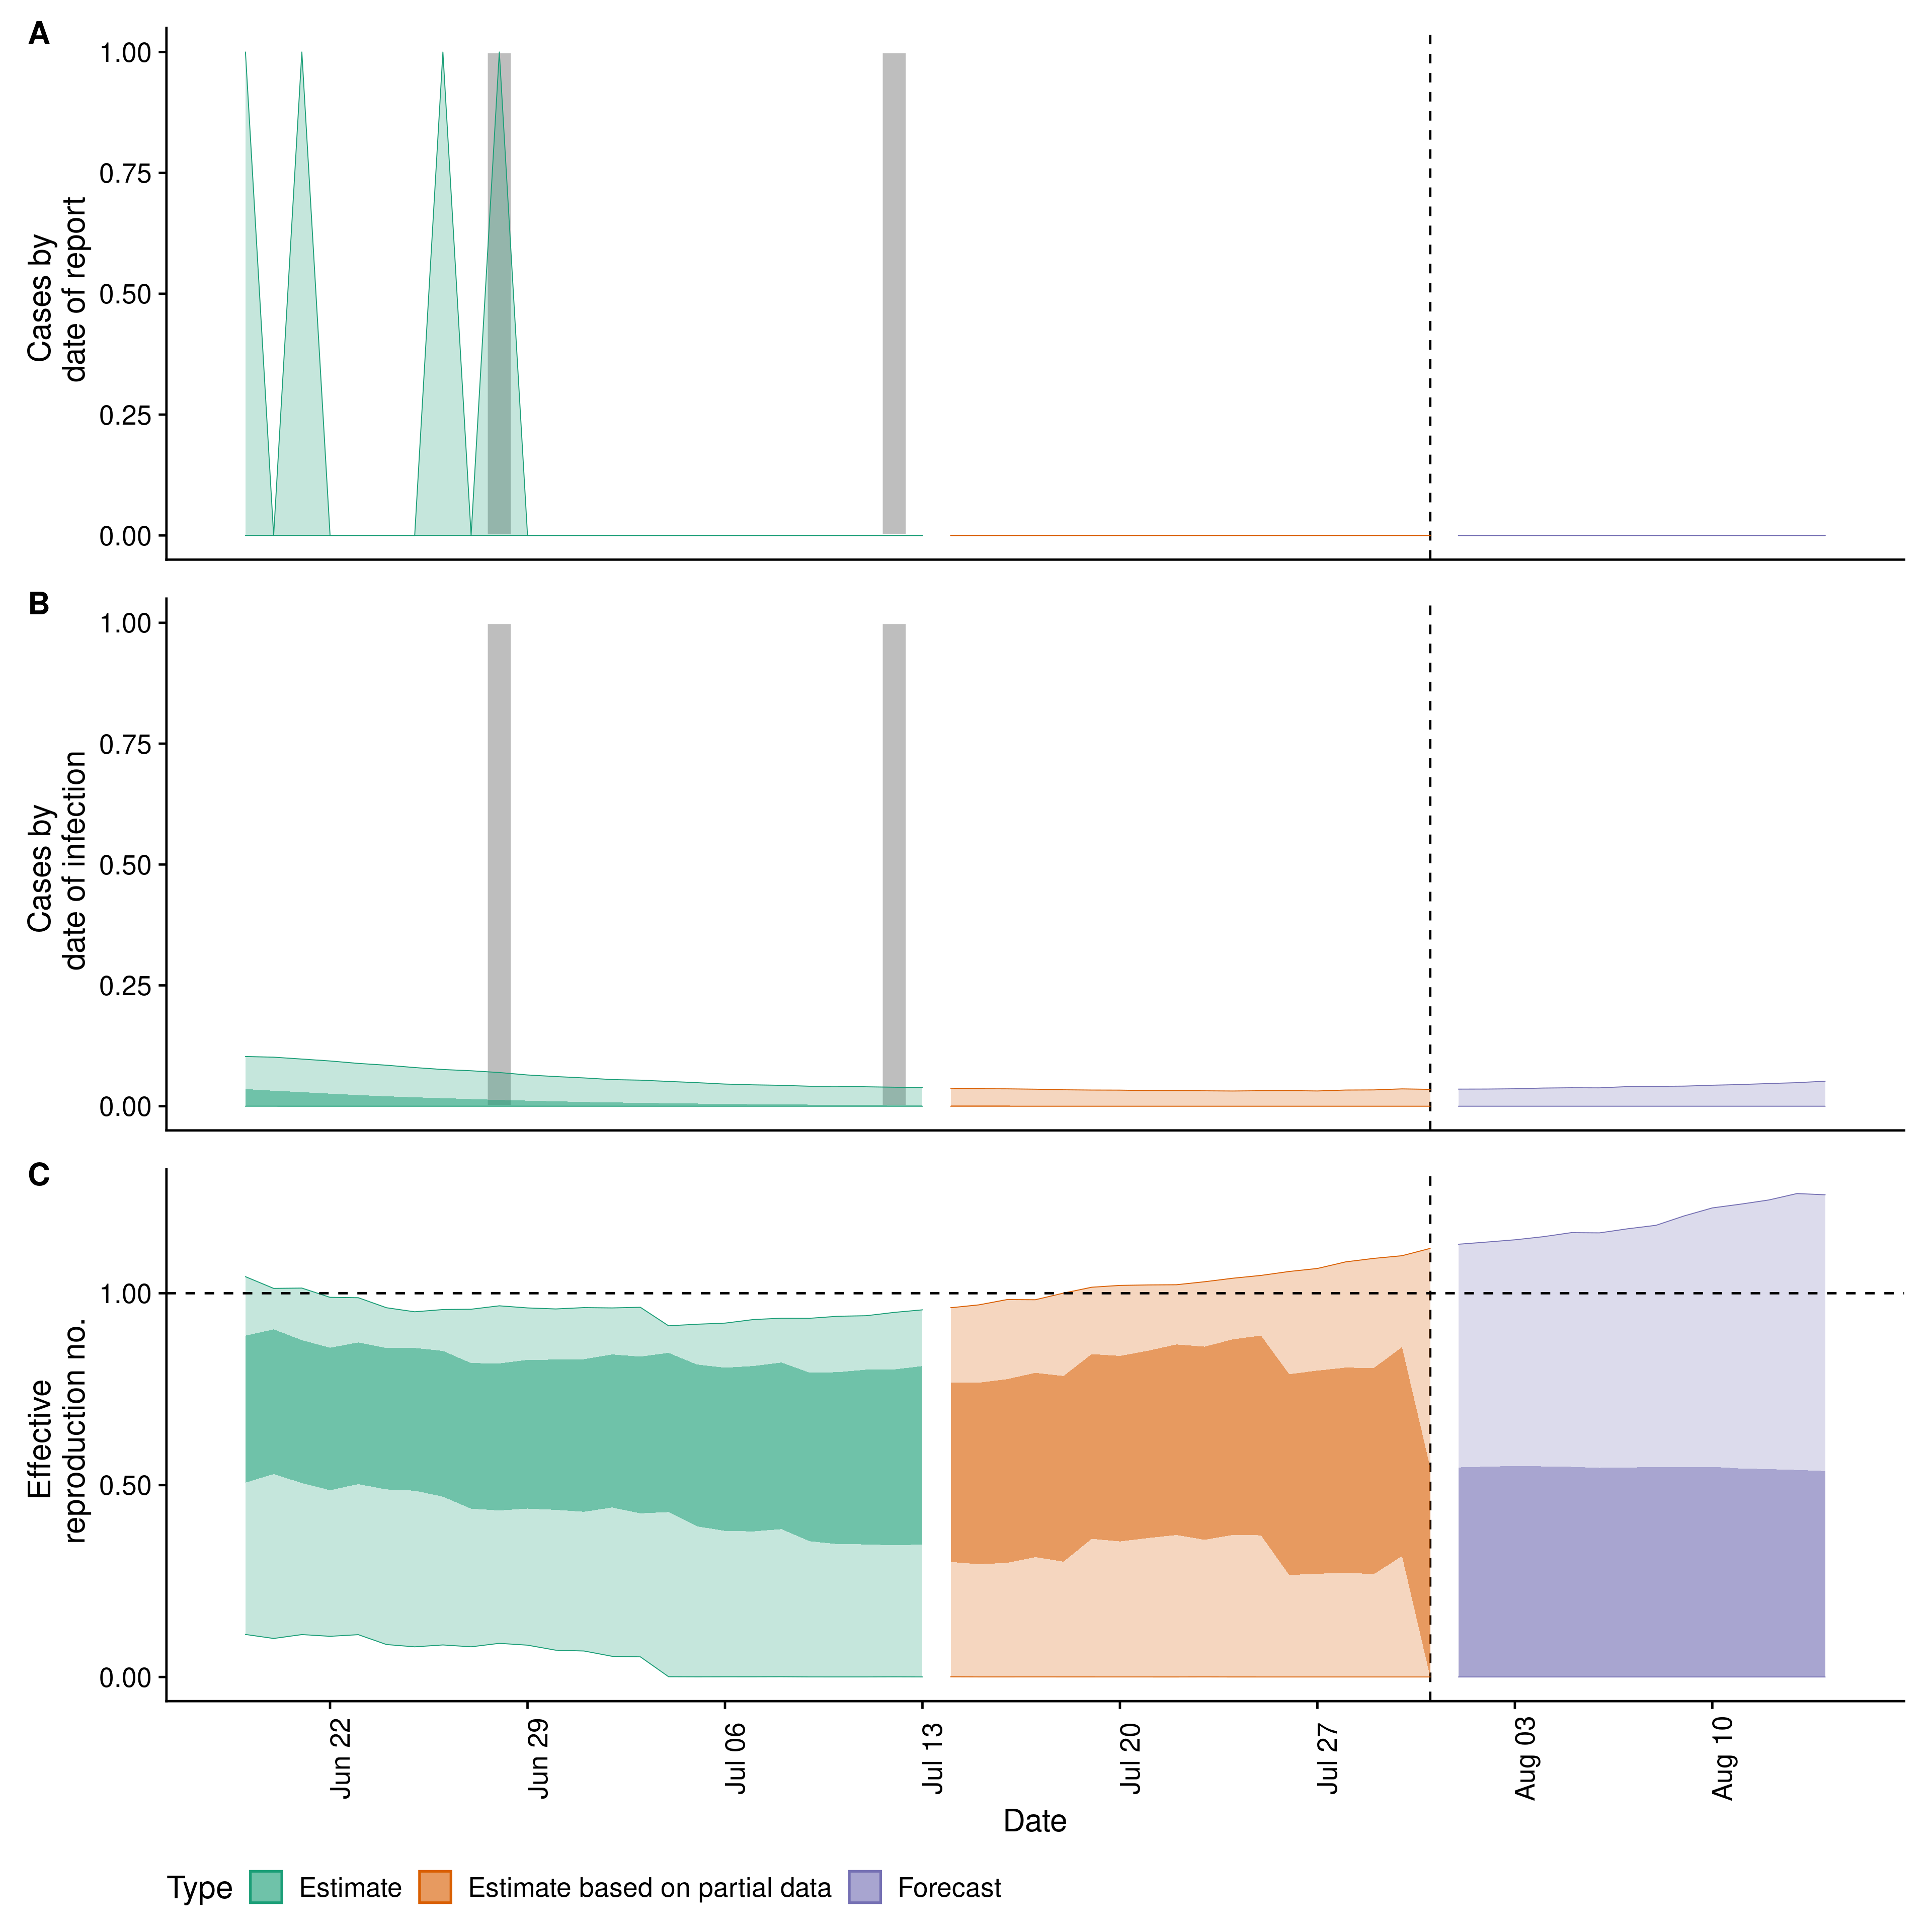 A
Cases by
date of report
1.00
0.75
0.50
0.25
0.00
B
Cases by
date of infection
1.00
0.75
0.50
0.25
0.00
C
Effective
reproduction no.
1.00
0.50
0.00
Jun 22
Jun 29
Jul 06
Jul 13
Jul 20
Jul 27
Aug 03
Aug 10
Date
Type Estimate Estimate based on partial data Forecast